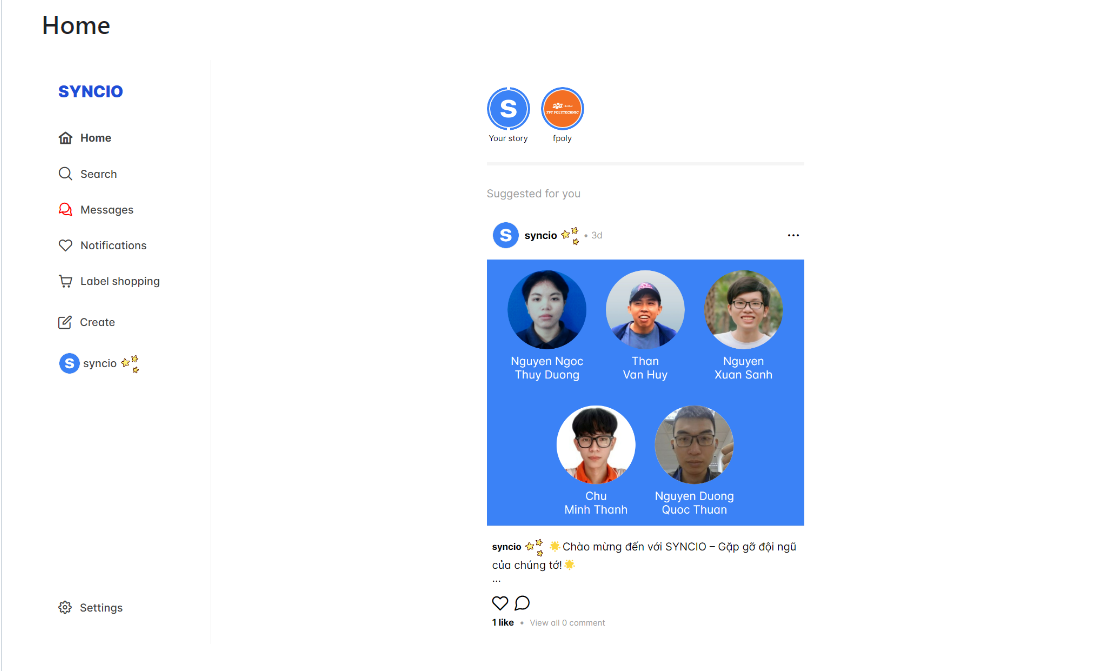 Home
SYNCIO
Home
Search
Messages
Notifications
Label shopping
Create
S syncio
Settings
S
Your story
fpoly
Suggested for you
S syncio • 3d
Nguyen Ngoc
Thuy Duong
Than
Van Huy
Nguyen
Xuan Sanh
Chu
Minh Thanh
Nguyen Duong
Quoc Thuan
syncio Chào mừng đến với SYNCIO – Gặp gỡ đội ngũ
của chúng tớ!
...
1 like • View all 0 comment